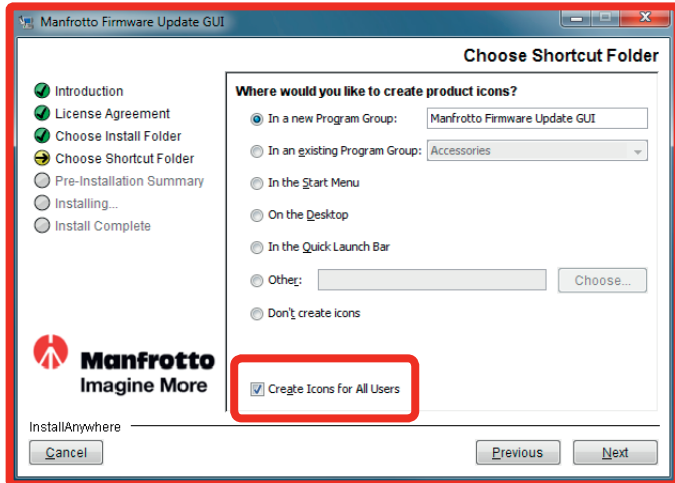 Manfrotto Firmware Update GUI
Choose Shortcut Folder
Introduction
License Agreement
Choose Install Folder
Choose Shortcut Folder
Pre-Installation Summary
Installing...
Install Complete
Where would you like to create product icons?
In a new Program Group: Manfrotto Firmware Update GUI
In an existing Program Group: Accessories
In the Start Menu
On the Desktop
In the Quick Launch Bar
Other: Choose...
Don't create icons
Manfrotto
Imagine More
Create Icons for All Users
InstallAnywhere
Cancel Previous Next